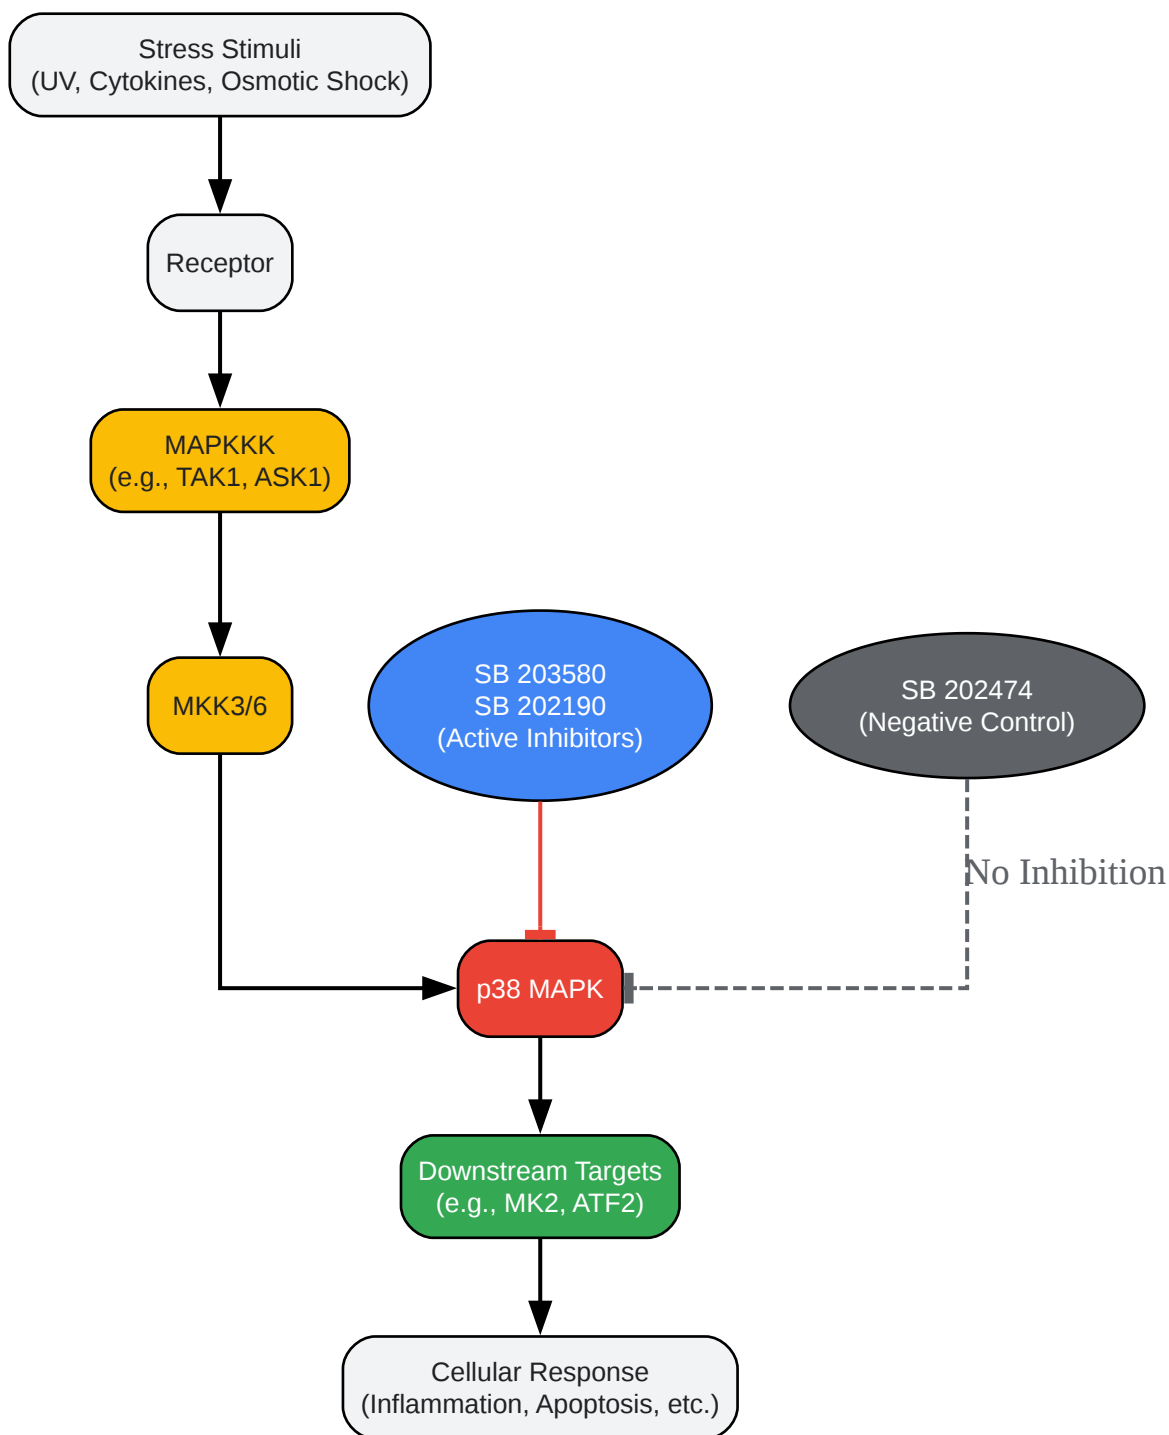 Stress Stimuli
(UV, Cytokines, Osmotic Shock)
Receptor
MAPKKK
(e.g., TAK1, ASK1)
MKK3/6
SB 203580
SB 202190
(Active Inhibitors)
SB 202474
(Negative Control)
No Inhibition
p38 MAPK
Downstream Targets
(e.g., MK2, ATF2)
Cellular Response
(Inflammation, Apoptosis, etc.)